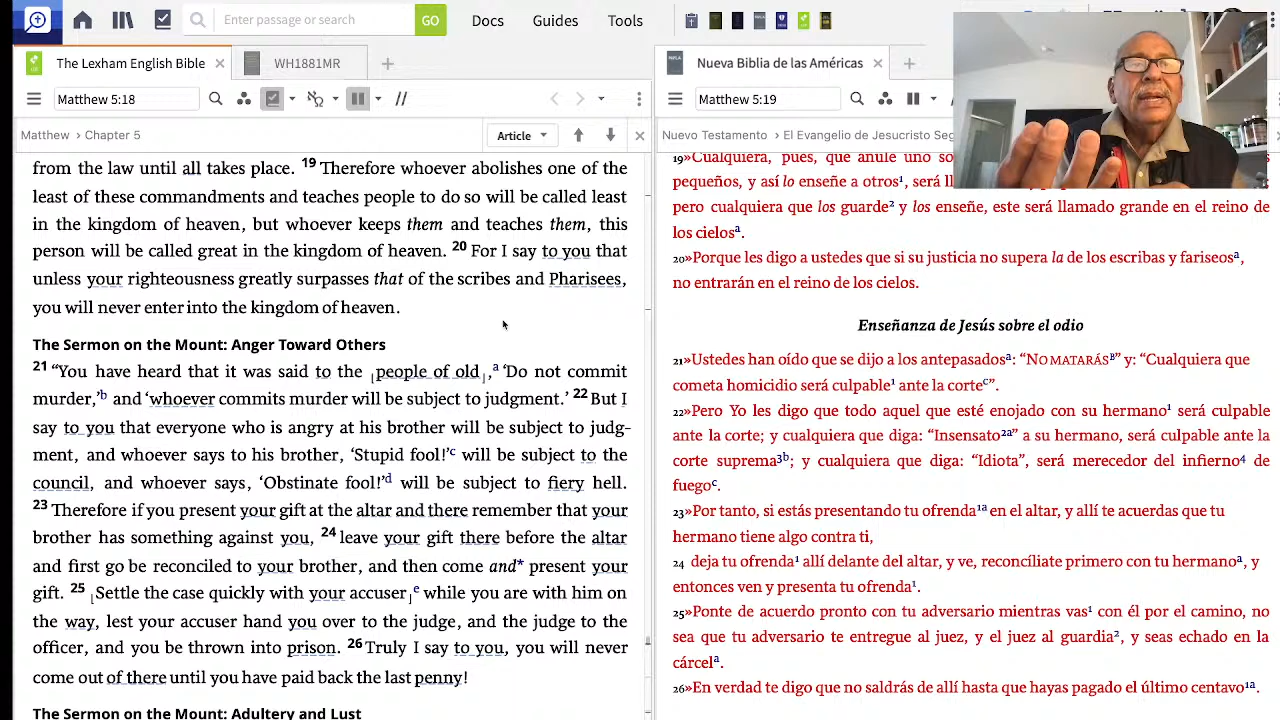 Enter passage or search
GO
Docs
Guides
Tools
The Lexham English Bible
WH1881MR
Matthew 5:18
Matthew > Chapter 5
Article
from the law until all takes place. 19 Therefore whoever abolishes one of the
least of these commandments and teaches people to do so will be called least
in the kingdom of heaven, but whoever keeps them and teaches them, this
person will be called great in the kingdom of heaven. 20 For I say to you that
unless your righteousness greatly surpasses that of the scribes and Pharisees,
you will never enter into the kingdom of heaven.
The Sermon on the Mount: Anger Toward Others
21 “You have heard that it was said to the ⌊people of old⌋,a ‘Do not commit
murder,’b and ‘whoever commits murder will be subject to judgment.’ 22 But I
say to you that everyone who is angry at his brother will be subject to judg-
ment, and whoever says to his brother, ‘Stupid fool!’c will be subject to the
council, and whoever says, ‘Obstinate fool!’d will be subject to fiery hell.
23 Therefore if you present your gift at the altar and there remember that your
brother has something against you, 24 leave your gift there before the altar
and first go be reconciled to your brother, and then come and* present your
gift. 25 ⌊Settle the case quickly with your accuser⌋e while you are with him on
the way, lest your accuser hand you over to the judge, and the judge to the
officer, and you be thrown into prison. 26 Truly I say to you, you will never
come out of there until you have paid back the last penny!
The Sermon on the Mount: Adultery and Lust
Nueva Biblia de las Américas
Matthew 5:19
Nuevo Testamento > El Evangelio de Jesucristo Seg
19»Cualquiera, pues, que anule uno so
pequeños, y así lo enseñe a otros1, será ll
pero cualquiera que los guarde2 y los enseñe, este será llamado grande en el reino de
los cielosa.
20»Porque les digo a ustedes que si su justicia no supera la de los escribas y fariseosa,
no entrarán en el reino de los cielos.
Enseñanza de Jesús sobre el odio
21»Ustedes han oído que se dijo a los antepasadosa: “NO MATARÁSB” y: “Cualquiera que
cometa homicidio será culpable1 ante la cortec”.
22»Pero Yo les digo que todo aquel que esté enojado con su hermano1 será culpable
ante la corte; y cualquiera que diga: “Insensato2a” a su hermano, será culpable ante la
corte suprema3b; y cualquiera que diga: “Idiota”, será merecedor del infierno4 de
fuegoc.
23»Por tanto, si estás presentando tu ofrenda1a en el altar, y allí te acuerdas que tu
hermano tiene algo contra ti,
24 deja tu ofrenda1 allí delante del altar, y ve, reconcíliate primero con tu hermanoa, y
entonces ven y presenta tu ofrenda1.
25»Ponte de acuerdo pronto con tu adversario mientras vas1 con él por el camino, no
sea que tu adversario te entregue al juez, y el juez al guardia2, y seas echado en la
cárcela.
26»En verdad te digo que no saldrás de allí hasta que hayas pagado el último centavo1a.